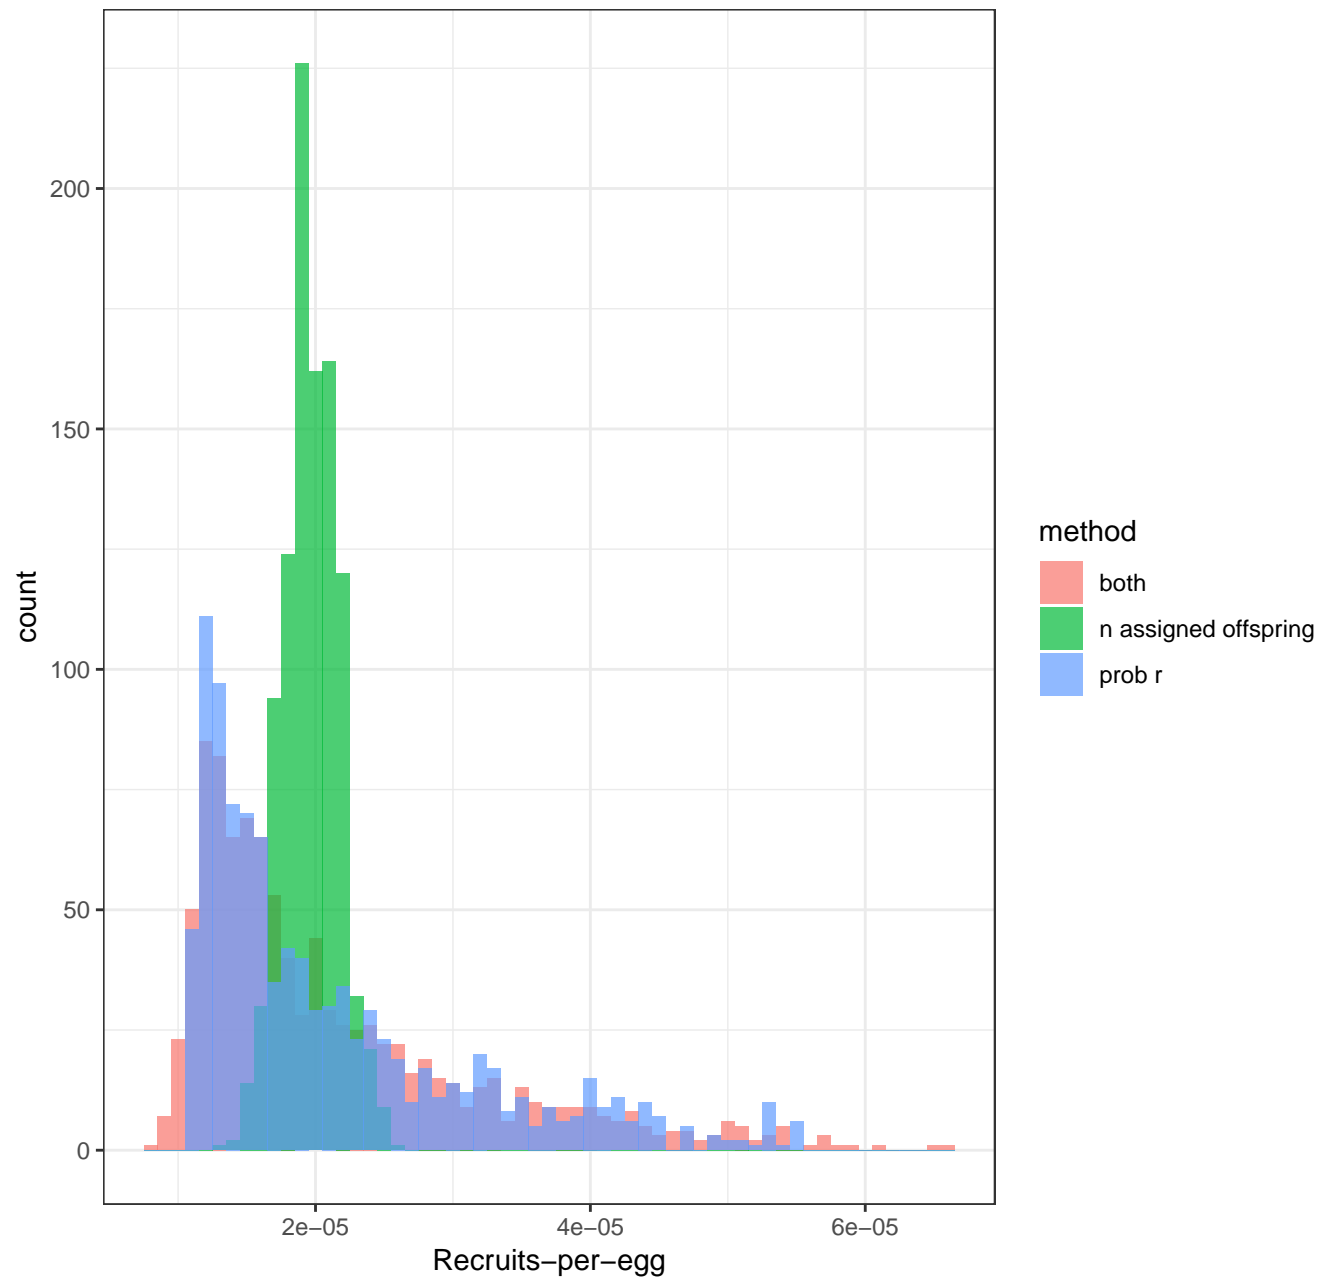 count
200
150
100
50
0
2e−05 4e−05 6e−05
Recruits−per−egg
method
both
n assigned offspring
prob r